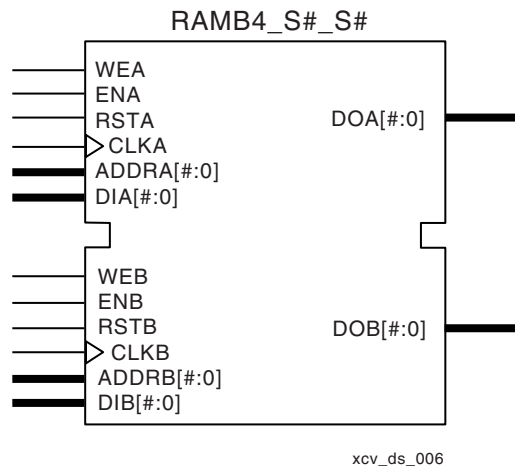 RAMB4_S#_S#
WEA
ENA
RSTA
DOA[#:0]
CLKA
ADDRA[#:0]
DIA[#:0]
WEB
ENB
RSTB
DOB[#:0]
CLKB
ADDRB[#:0]
DIB[#:0]
xcv_ds_006